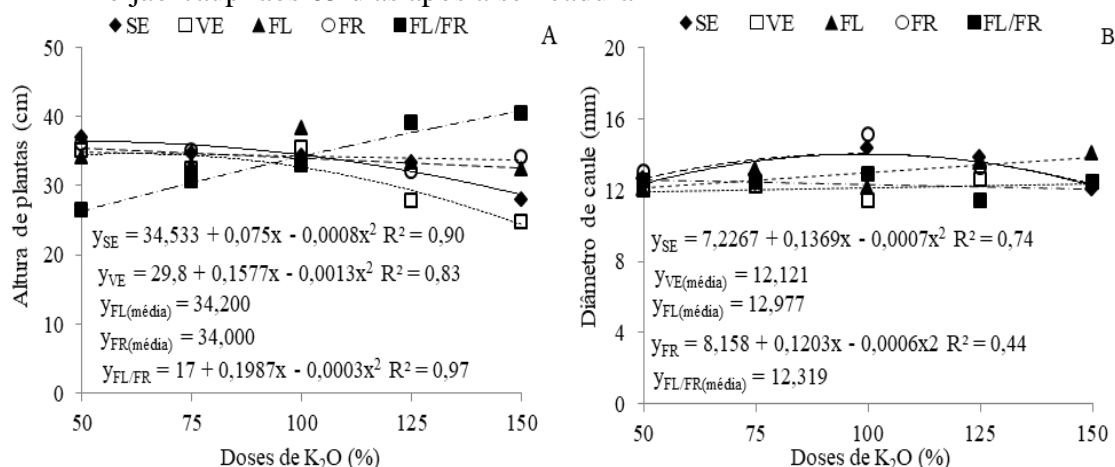 SE VE FL FR FL/FR
A
Altura de plantas (cm)
50
40
30
20
10
0
y_SE = 34,533 + 0,075x - 0,0008x² R² = 0,90
y_VE = 29,8 + 0,1577x - 0,0013x² R² = 0,83
y_FL(média) = 34,200
y_FR(média) = 34,000
y_FL/FR = 17 + 0,1987x - 0,0003x² R² = 0,97
50 75 100 125 150
Doses de K₂O (%)
SE VE FL FR FL/FR
B
Diâmetro de caule (mm)
20
16
12
8
4
0
y_SE = 7,2267 + 0,1369x - 0,0007x² R² = 0,74
y_VE(média) = 12,121
y_FL(média) = 12,977
y_FR = 8,158 + 0,1203x - 0,0006x2 R² = 0,44
y_FL/FR(média) = 12,319
50 75 100 125 150
Doses de K₂O (%)